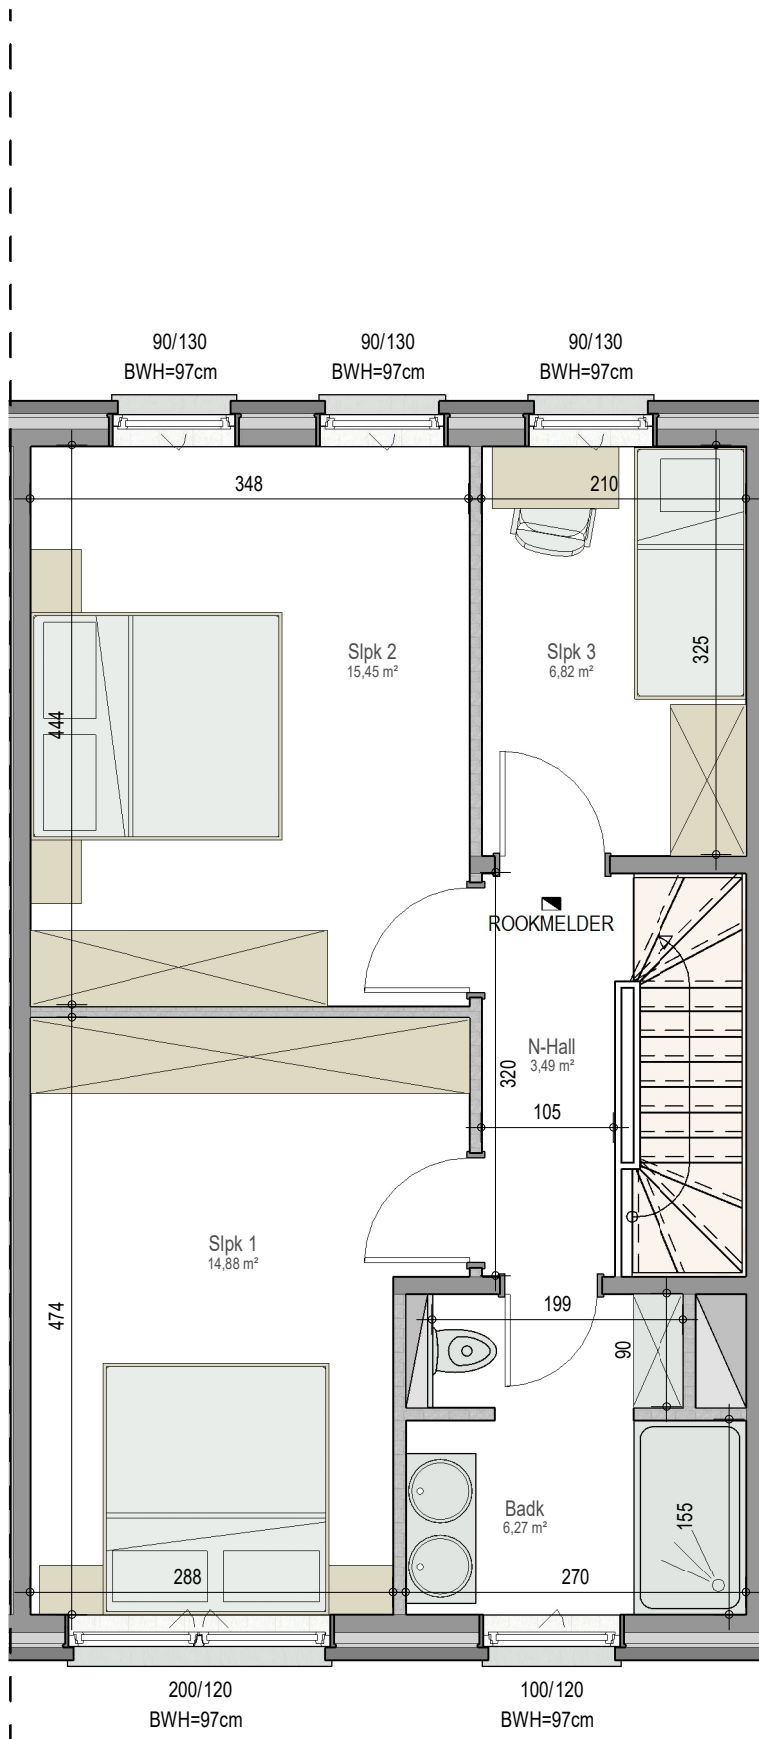 90/130
BWH=97cm
90/130
BWH=97cm
90/130
BWH=97cm
348
210
Slpk 2
15,45 m²
Slpk 3
6,82 m²
325
444
ROOKMELDER
N-Hall
3,49 m²
320
105
Slpk 1
14,88 m²
474
199
90
Badk
6,27 m²
155
288
270
200/120
BWH=97cm
100/120
BWH=97cm